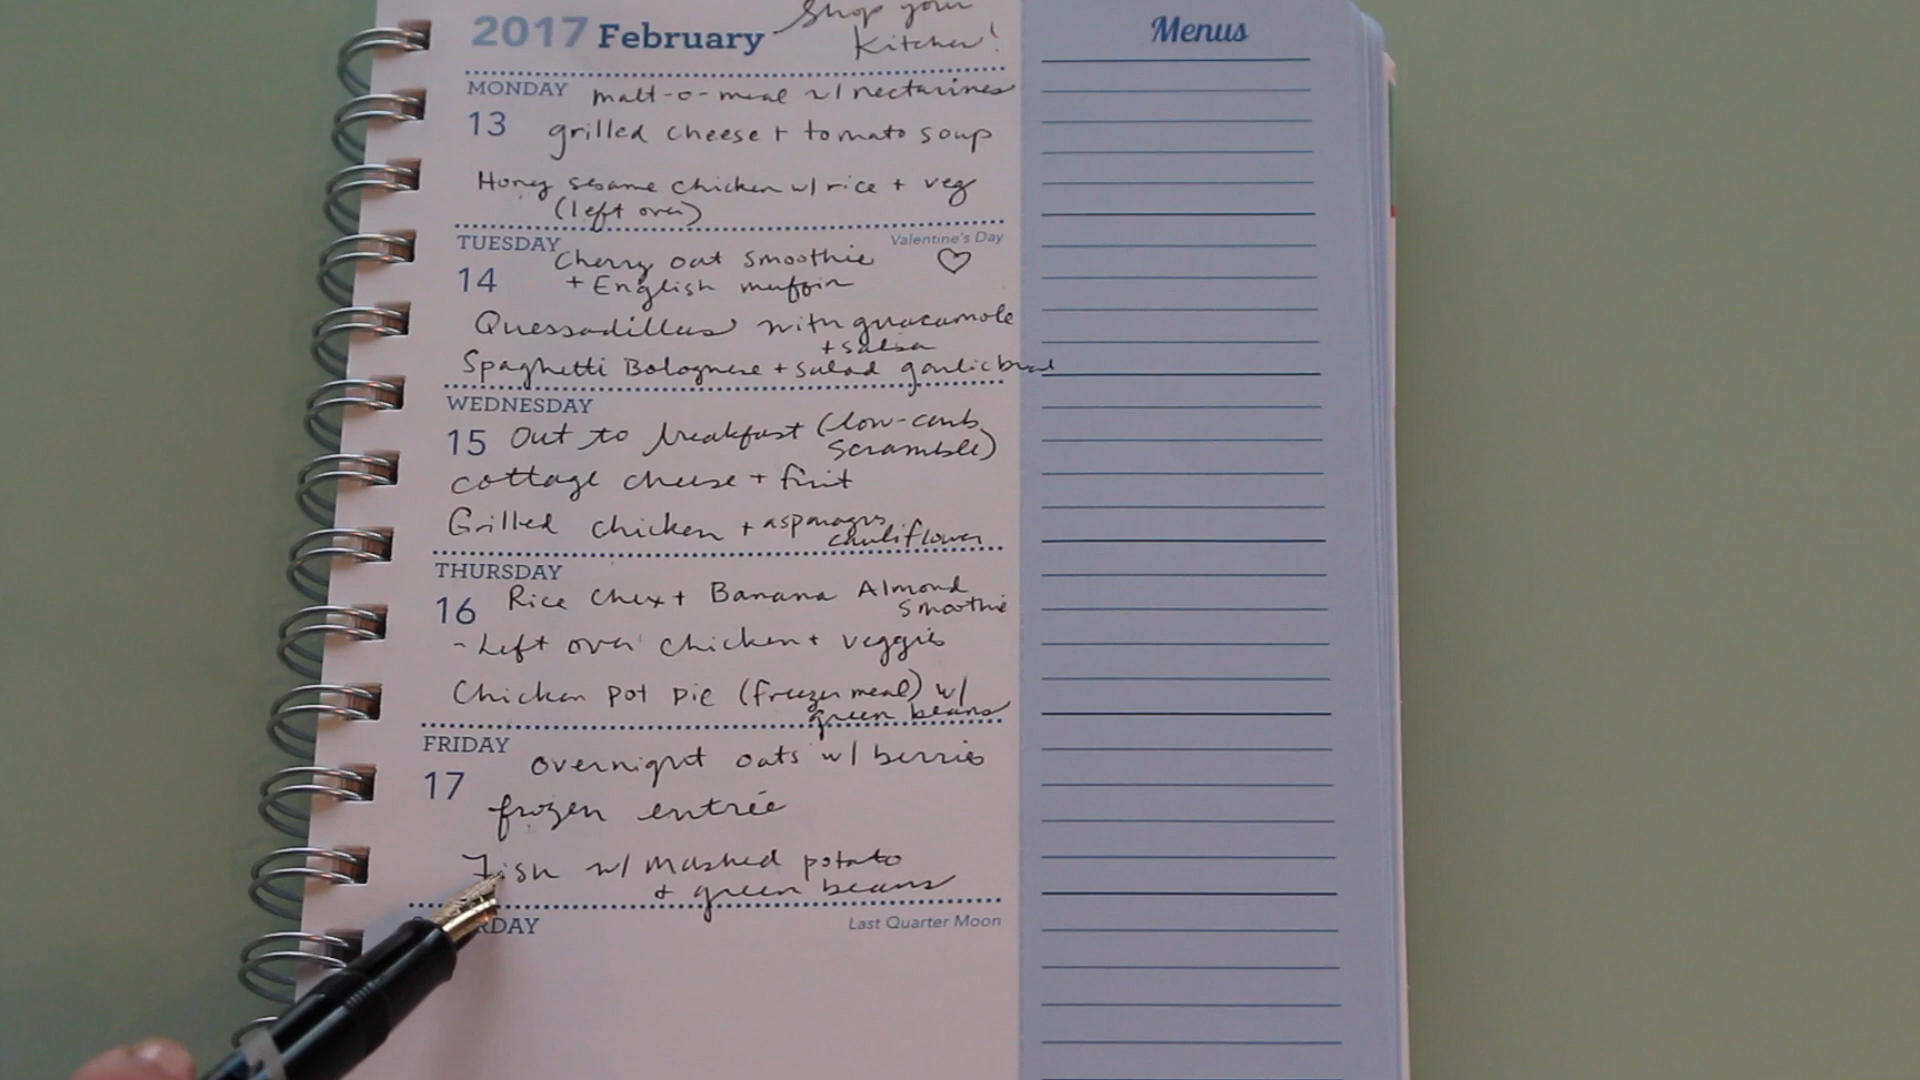 2017 February
Shop your
Kitchen!
Menus
MONDAY
malt-o-meal w/ nectarines
13
grilled cheese + tomato soup
Honey sesame chicken w/ rice + veg
(left over)
TUESDAY
Valentine's Day
Cherry oat smoothie
14
+ English muffin
Quessadillas with guacamole
+ salsa
Spaghetti Bolognese + salad garlic bread
WEDNESDAY
15
Out to breakfast (low-carb
scramble)
cottage cheese + fruit
Grilled chicken + asparagus
cauliflower
THURSDAY
16
Rice Chex + Banana Almond
Smoothie
- Left over chicken + veggies
Chicken Pot Pie (freezer meal) w/
green beans
FRIDAY
overnight oats w/ berries
17
frozen entrée
Fish w/ mashed potato
+ green beans
Last Quarter Moon